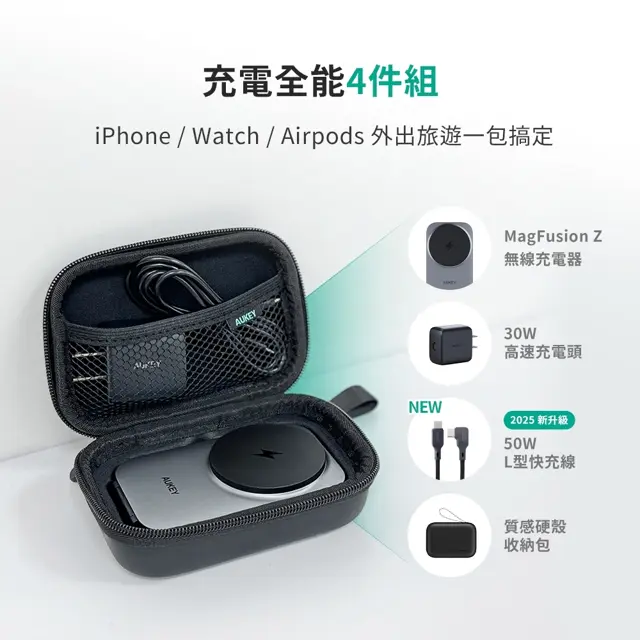 充電全能4件組
iPhone / Watch / Airpods 外出旅遊一包搞定
MagFusion Z
無線充電器
30W
高速充電頭
NEW
2025 新升級
50W
L型快充線
質感硬殼
收納包
AUKEY
AUKEY
AUKEY
AUKEY